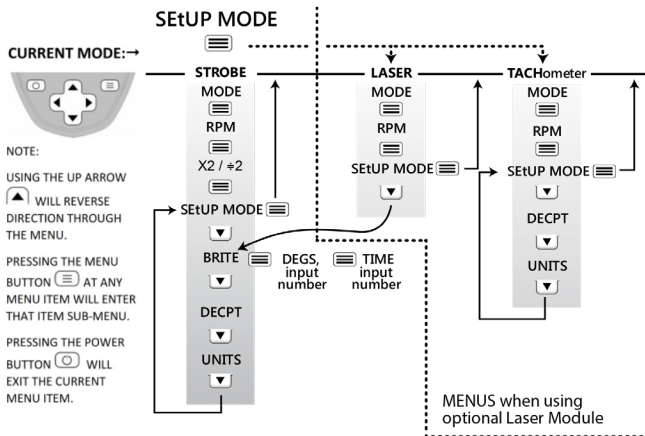 SEtUP MODE
CURRENT MODE:→
NOTE:
USING THE UP ARROW
WILL REVERSE
DIRECTION THROUGH
THE MENU.
PRESSING THE MENU
BUTTON AT ANY
MENU ITEM WILL ENTER
THAT ITEM SUB-MENU.
PRESSING THE POWER
BUTTON WILL
EXIT THE CURRENT
MENU ITEM.
STROBE
MODE
RPM
X2 / ÷2
SEtUP MODE
BRITE
DEGS,
input
number
TIME
input
number
DECPT
UNITS
LASER
MODE
RPM
SEtUP MODE
TACHometer
MODE
RPM
SEtUP MODE
DECPT
UNITS
MENUS when using
optional Laser Module